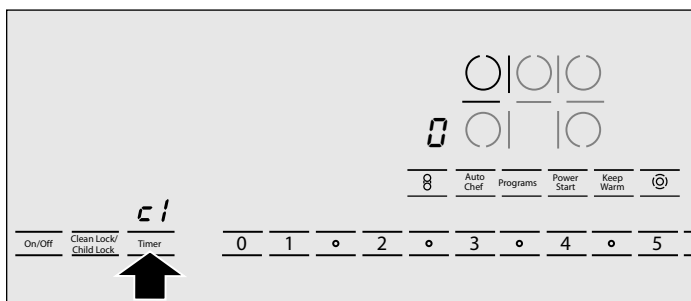 0
Auto
Chef
Programs
Power
Start
Keep
Warm
c1
On/Off
Clean Lock/
Child Lock
Timer
0 1 2 3 4 5